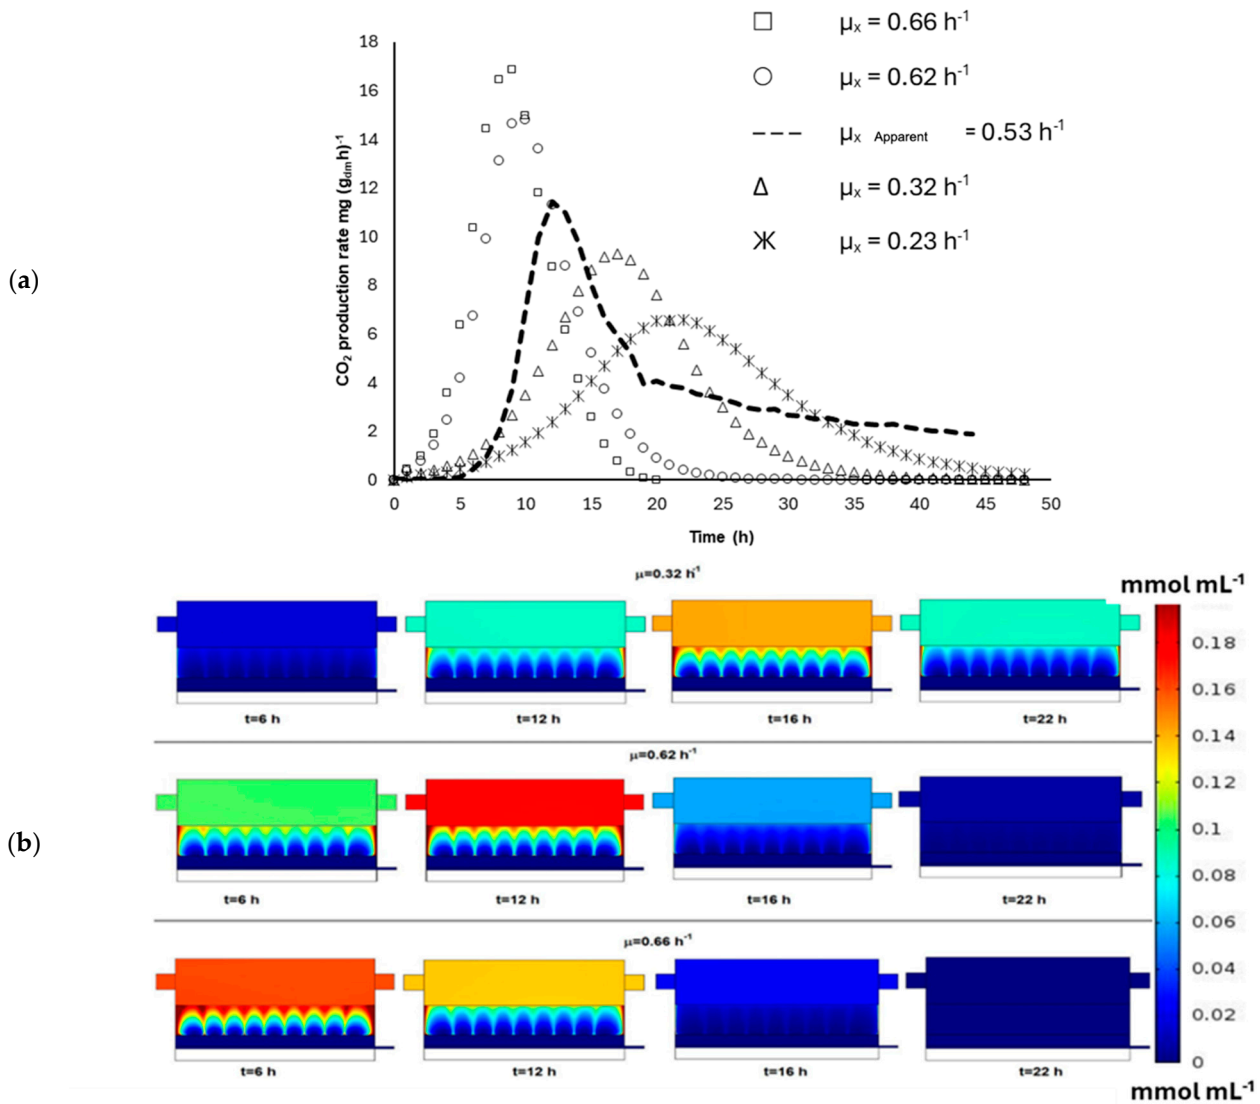 (a)
CO2 production rate mg (gdmh)-1
18
16
14
12
10
8
6
4
2
0
0 5 10 15 20 25 30 35 40 45 50
Time (h)
□ μx = 0.66 h-1
○ μx = 0.62 h-1
--- μx Apparent = 0.53 h-1
Δ μx = 0.32 h-1
Ж μx = 0.23 h-1
(b)
μ=0.32 h-1
t=6 h t=12 h t=16 h t=22 h
μ=0.62 h-1
t=6 h t=12 h t=16 h t=22 h
μ=0.66 h-1
t=6 h t=12 h t=16 h t=22 h
mmol mL-1
0.18
0.16
0.14
0.12
0.1
0.08
0.06
0.04
0.02
0
mmol mL-1